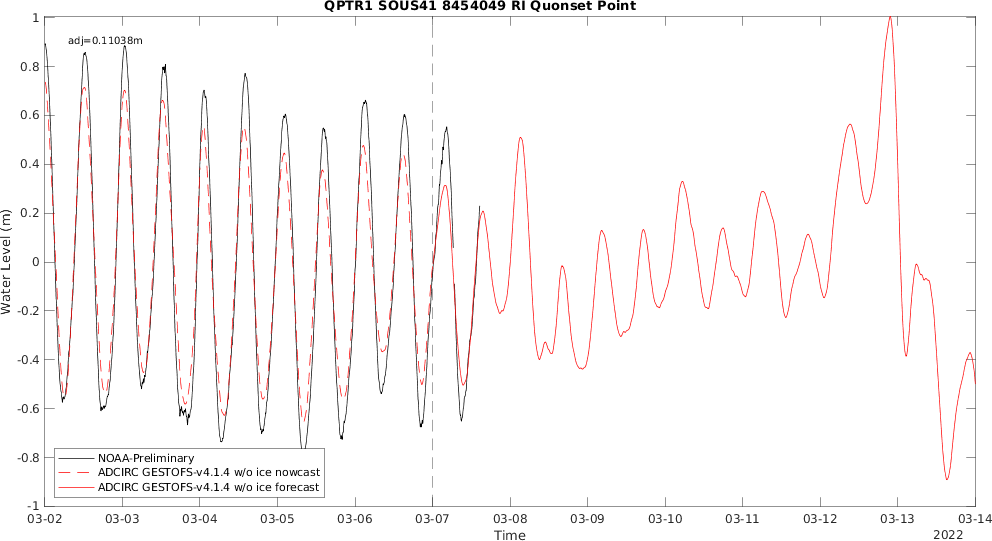 QPTR1 SOUS41 8454049 RI Quonset Point
adj=0.11038m
Water Level (m)
1
0.8
0.6
0.4
0.2
0
-0.2
-0.4
-0.6
-0.8
-1
NOAA-Preliminary
ADCIRC GESTOFS-v4.1.4 w/o ice nowcast
ADCIRC GESTOFS-v4.1.4 w/o ice forecast
03-02 03-03 03-04 03-05 03-06 03-07 03-08 03-09 03-10 03-11 03-12 03-13 03-14
Time
2022